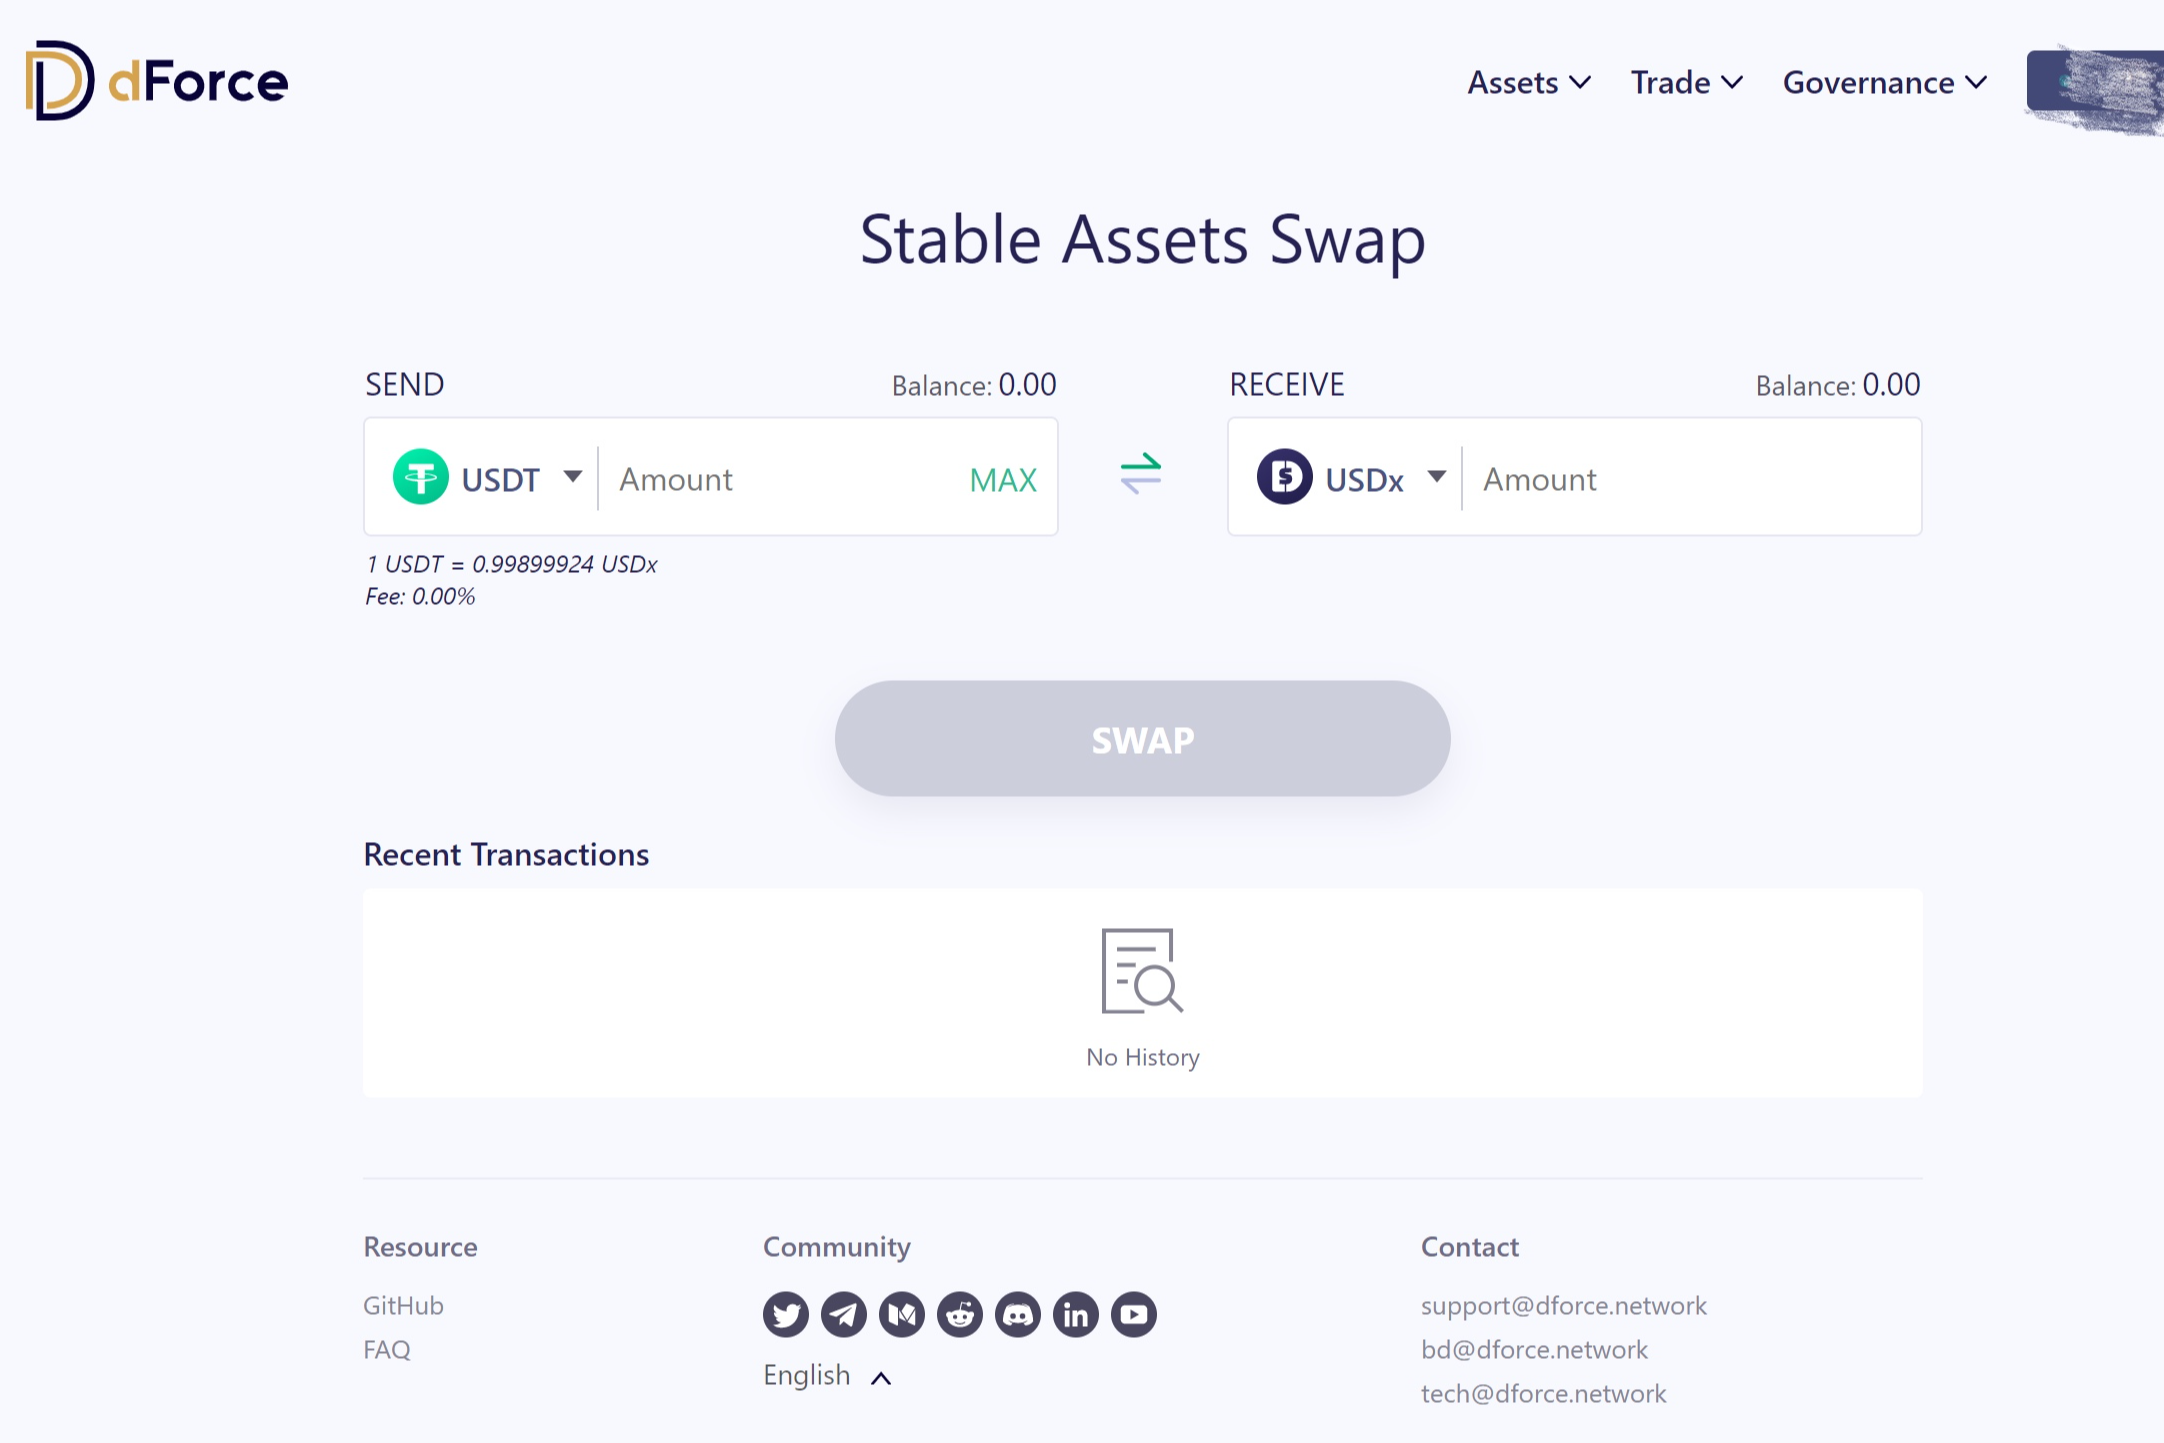 dForce
Assets Trade Governance
Stable Assets Swap
SEND Balance: 0.00 RECEIVE Balance: 0.00
USDT Amount MAX USDx Amount
1 USDT = 0.99899924 USDx
Fee: 0.00%
SWAP
Recent Transactions
No History
Resource Community Contact
GitHub support@dforce.network
FAQ bd@dforce.network
English tech@dforce.network